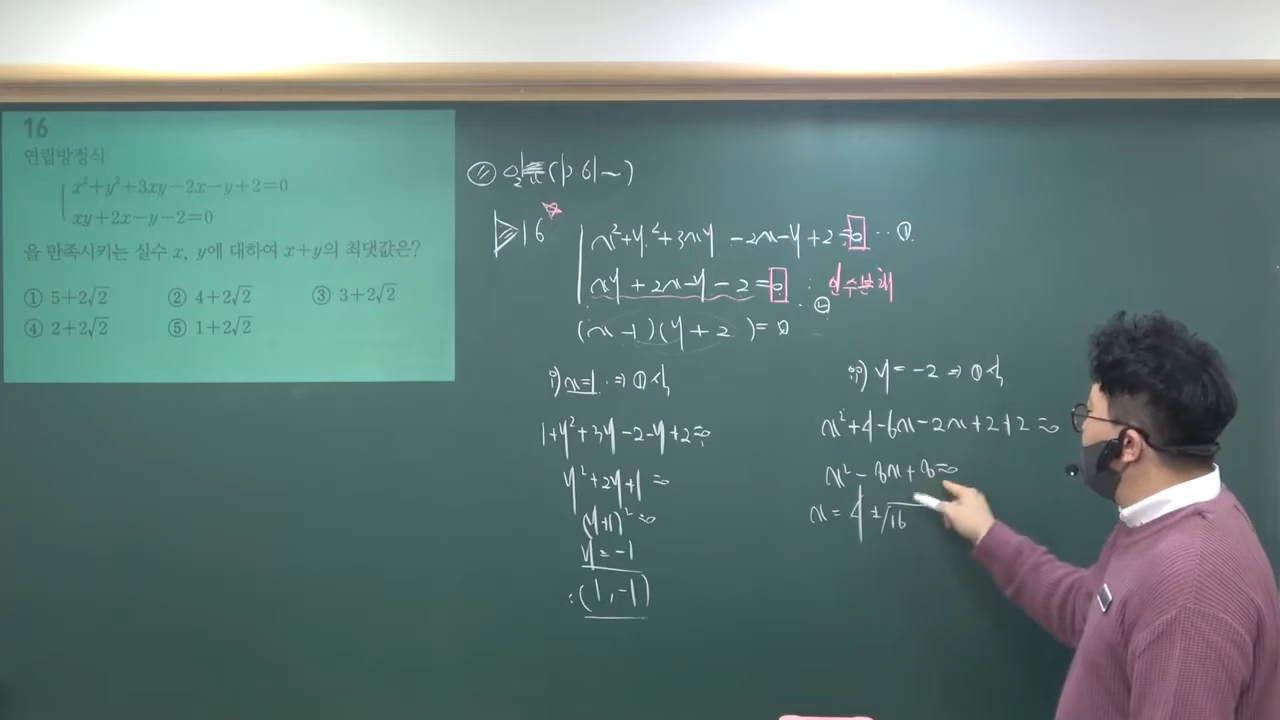 16
연립방정식
x²+y²+3xy-2x-y+2=0
xy+2x-y-2=0
을 만족시키는 실수 x, y에 대하여 x+y의 최댓값은?
① 5+2√2 ② 4+2√2 ③ 3+2√2
④ 2+2√2 ⑤ 1+2√2
(p.61~)
16
x²+y²+3xy-2x-y+2=0 ... ①
xy+2x-y-2=0 ... ②
인수분해
(x-1)(y+2)=0
i) x=1 ⇒ ①식
1+y²+3y-2-y+2=0
y²+2y+1=0
(y+1)²=0
y=-1
∴(1,-1)
ii) y=-2 ⇒ ①식
x²+4-6x-2x+2+2=0
x²-8x+8=0
x=4±√16